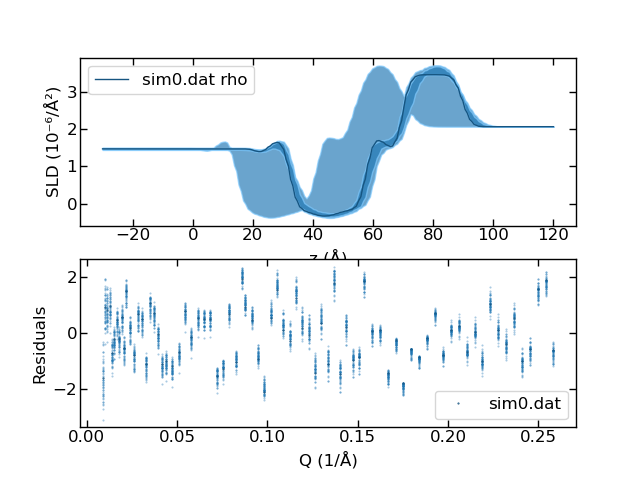 sim0.dat rho
SLD (10⁻⁶/Å²)
3
2
1
0
−20 0 20 40 60 80 100 120
z (Å)
2
0
−2
Residuals
sim0.dat
0.00 0.05 0.10 0.15 0.20 0.25
Q (1/Å)